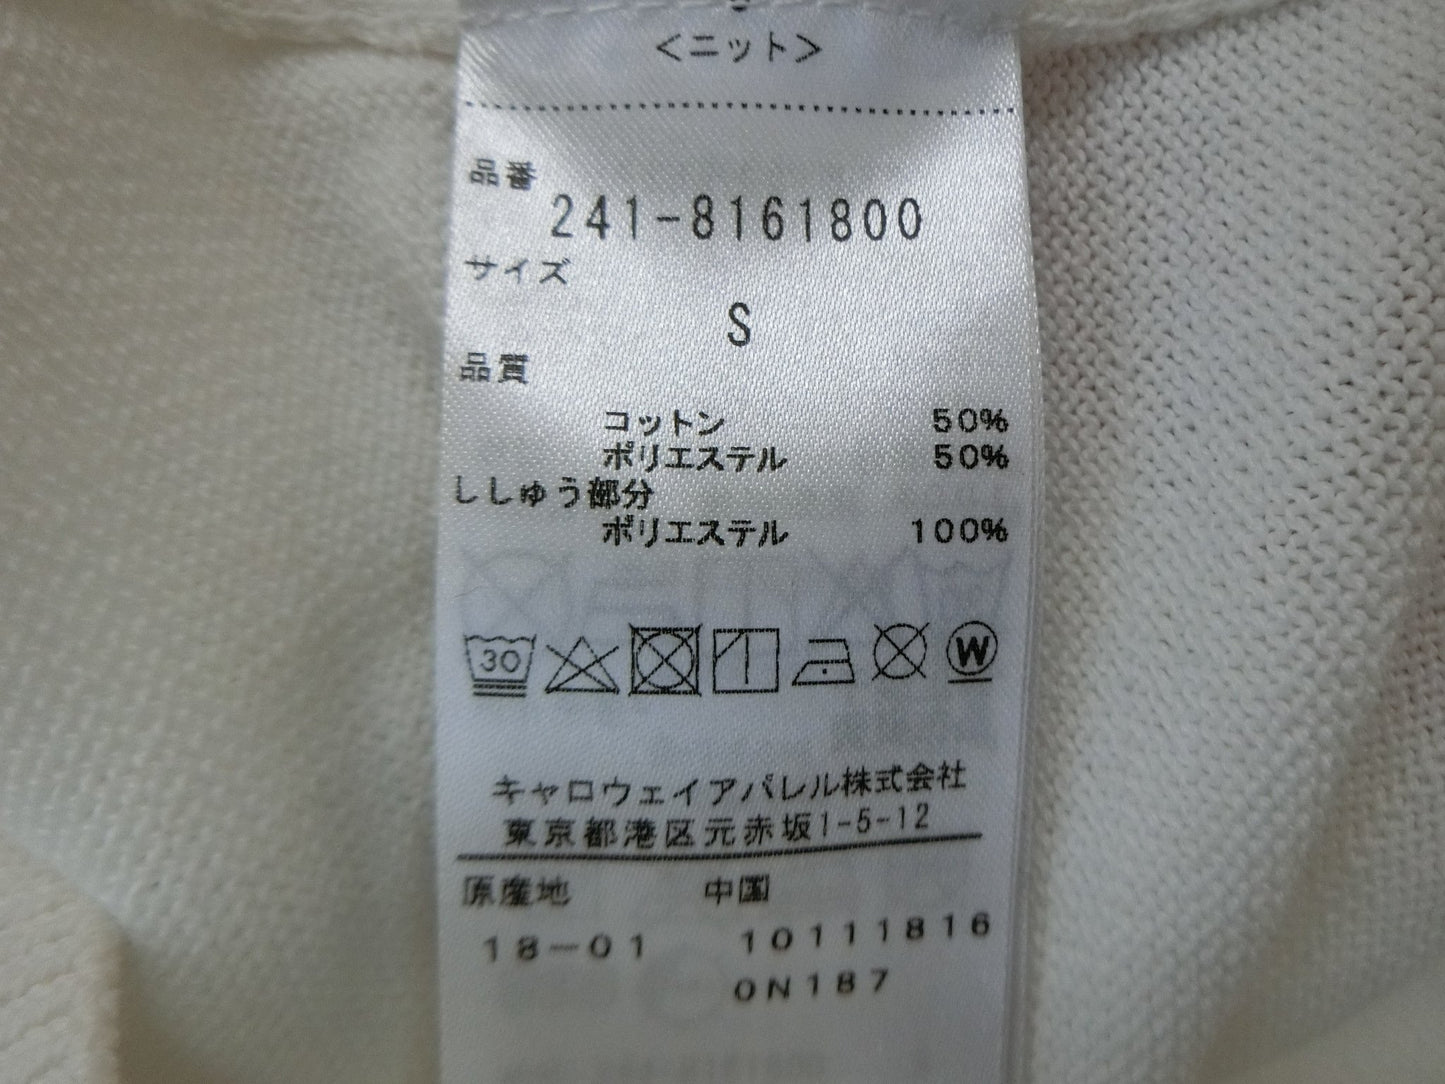 <ニット>
品番
241-8161800
サイズ
S
品質
コットン 50%
ポリエステル 50%
ししゅう部分
ポリエステル 100%
30
W
キャロウェイアパレル株式会社
東京都港区元赤坂1-5-12
原産地 中国
18-01 10111816
0N187